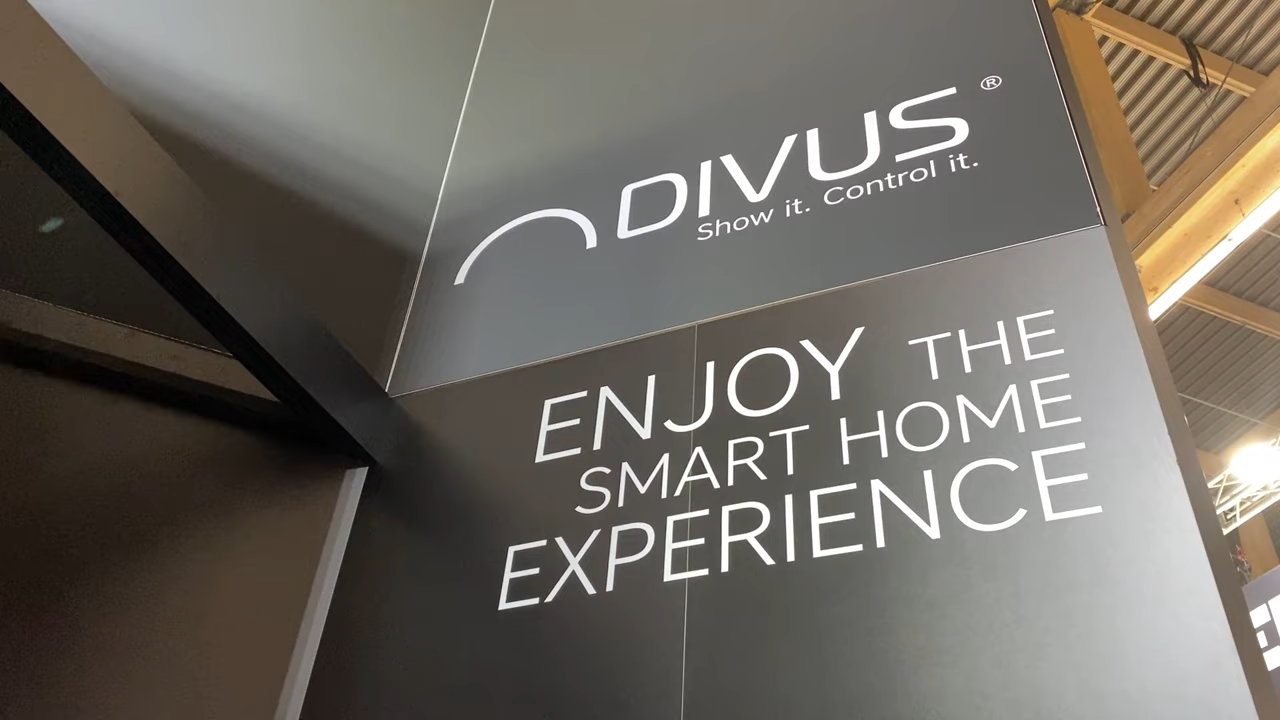 DIVUS®
Show it. Control it.
ENJOY THE
SMART HOME
EXPERIENCE